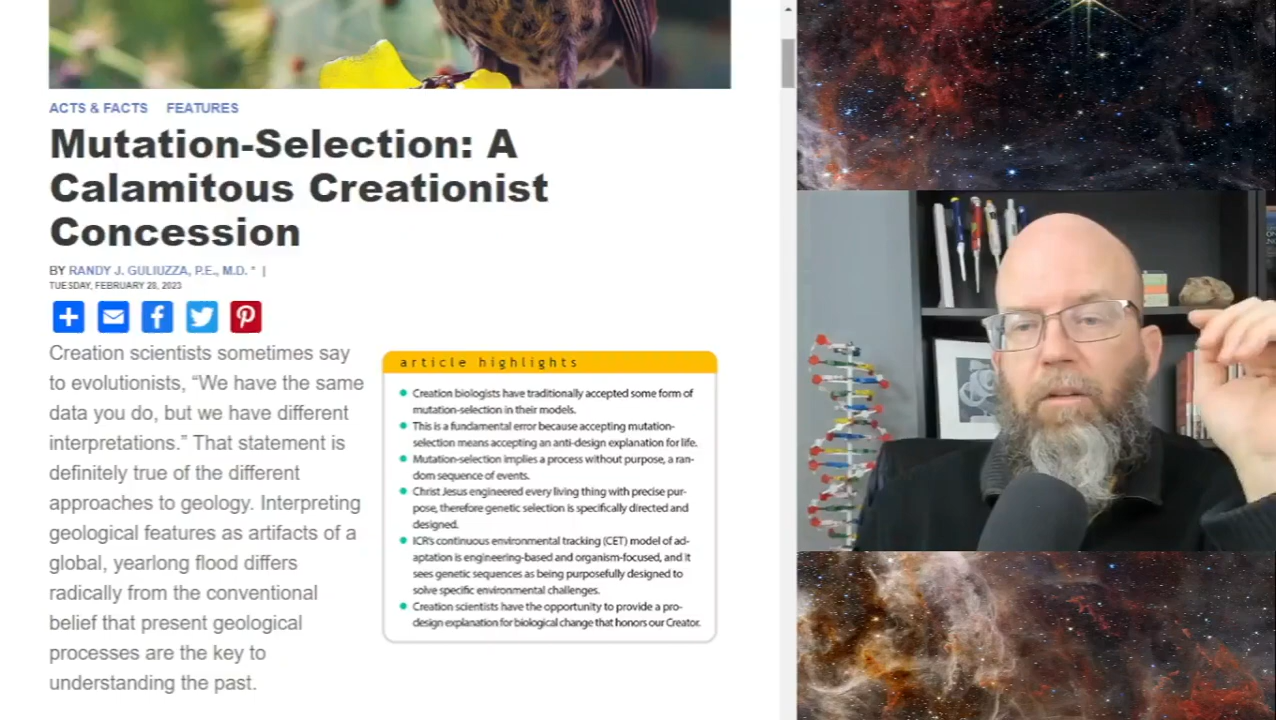 ACTS & FACTS FEATURES
Mutation-Selection: A
Calamitous Creationist
Concession
BY RANDY J. GULIUZZA, P.E., M.D. * |
TUESDAY, FEBRUARY 28, 2023
Creation scientists sometimes say
to evolutionists, “We have the same
data you do, but we have different
interpretations.” That statement is
definitely true of the different
approaches to geology. Interpreting
geological features as artifacts of a
global, yearlong flood differs
radically from the conventional
belief that present geological
processes are the key to
understanding the past.
article highlights
Creation biologists have traditionally accepted some form of
mutation-selection in their models.
This is a fundamental error because accepting mutation-
selection means accepting an anti-design explanation for life.
Mutation-selection implies a process without purpose, a ran-
dom sequence of events.
Christ Jesus engineered every living thing with precise pur-
pose, therefore genetic selection is specifically directed and
designed.
ICR's continuous environmental tracking (CET) model of ad-
aptation is engineering-based and organism-focused, and it
sees genetic sequences as being purposefully designed to
solve specific environmental challenges.
Creation scientists have the opportunity to provide a pro-
design explanation for biological change that honors our Creator.